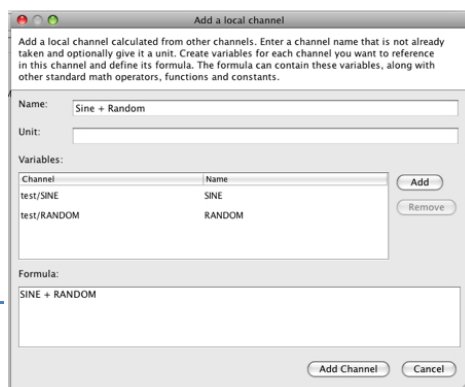 Add a local channel
Add a local channel calculated from other channels. Enter a channel name that is not already
taken and optionally give it a unit. Create variables for each channel you want to reference
in this channel and define its formula. The formula can contain these variables, along with
other standard math operators, functions and constants.
Name: Sine + Random
Unit:
Variables:
Channel Name
test/SINE SINE
test/RANDOM RANDOM
Add
Remove
Formula:
SINE + RANDOM
Add Channel Cancel